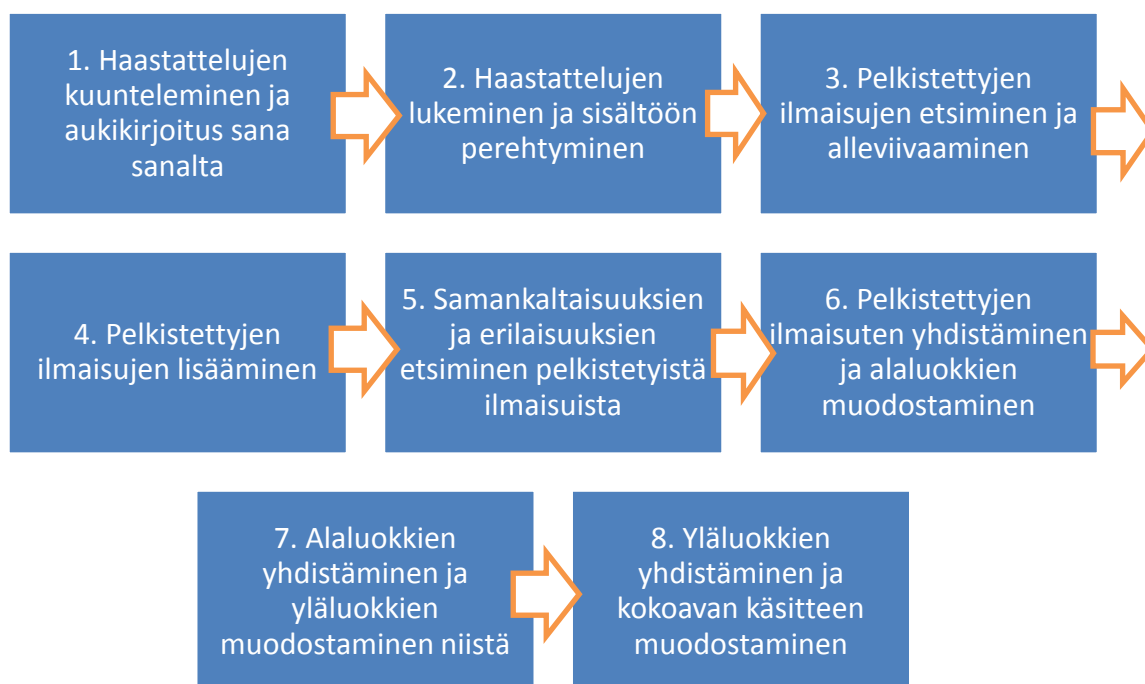 1. Haastattelujen
kuunteleminen ja
aukikirjoitus sana
sanalta
2. Haastattelujen
lukeminen ja sisältöön
perehtyminen
3. Pelkistettyjen
ilmaisujen etsiminen ja
alleviivaaminen
4. Pelkistettyjen
ilmaisujen lisääminen
5. Samankaltaisuuksien
ja erilaisuuksien
etsiminen pelkistetyistä
ilmaisuista
6. Pelkistettyjen
ilmaisuten yhdistäminen
ja alaluokkien
muodostaminen
7. Alaluokkien
yhdistäminen ja
yläluokkien
muodostaminen niistä
8. Yläluokkien
yhdistäminen ja
kokoavan käsitteen
muodostaminen